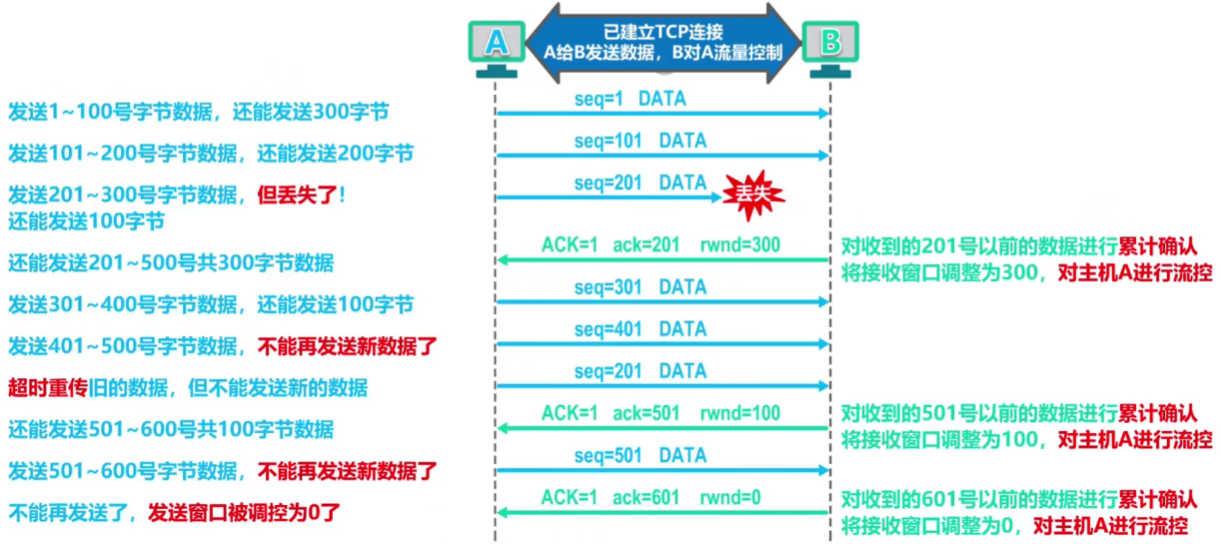 A
已建立TCP连接
A给B发送数据，B对A流量控制
B
发送1~100号字节数据，还能发送300字节
seq=1 DATA
发送101~200号字节数据，还能发送200字节
seq=101 DATA
发送201~300号字节数据，但丢失了！
还能发送100字节
seq=201 DATA
丢失
还能发送201~500号共300字节数据
ACK=1 ack=201 rwnd=300
对收到的201号以前的数据进行累计确认
将接收窗口调整为300，对主机A进行流控
发送301~400号字节数据，还能发送100字节
seq=301 DATA
发送401~500号字节数据，不能再发送新数据了
seq=401 DATA
超时重传旧的数据，但不能发送新的数据
seq=201 DATA
还能发送501~600号共100字节数据
ACK=1 ack=501 rwnd=100
对收到的501号以前的数据进行累计确认
将接收窗口调整为100，对主机A进行流控
发送501~600号字节数据，不能再发送新数据了
seq=501 DATA
不能再发送了，发送窗口被调控为0了
ACK=1 ack=601 rwnd=0
对收到的601号以前的数据进行累计确认
将接收窗口调整为0，对主机A进行流控